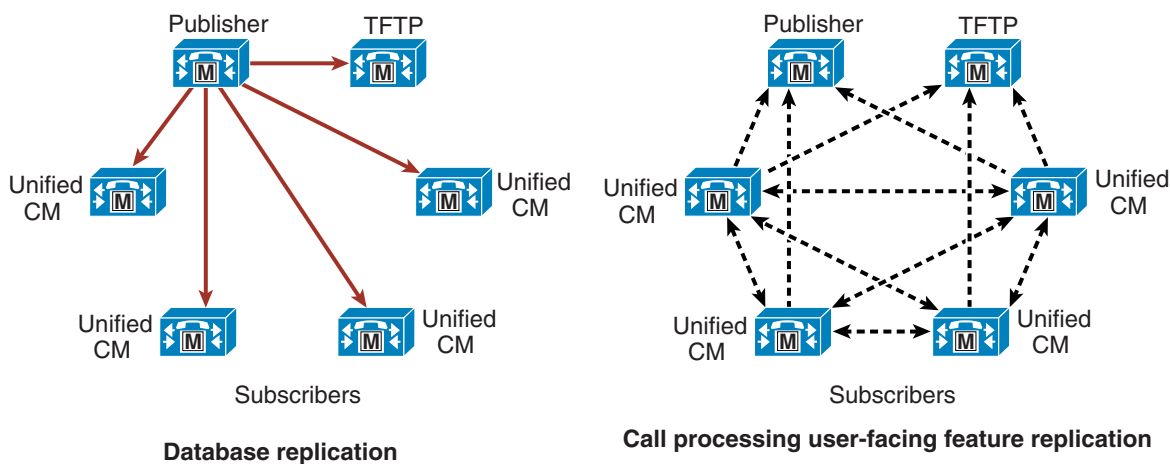 Publisher
TFTP
M
M
Unified
CM
M
M
Unified
CM
Unified
CM
M
M
Unified
CM
Subscribers
Database replication
Publisher
TFTP
M
M
Unified
CM
M
M
Unified
CM
Unified
CM
M
M
Unified
CM
Subscribers
Call processing user-facing feature replication